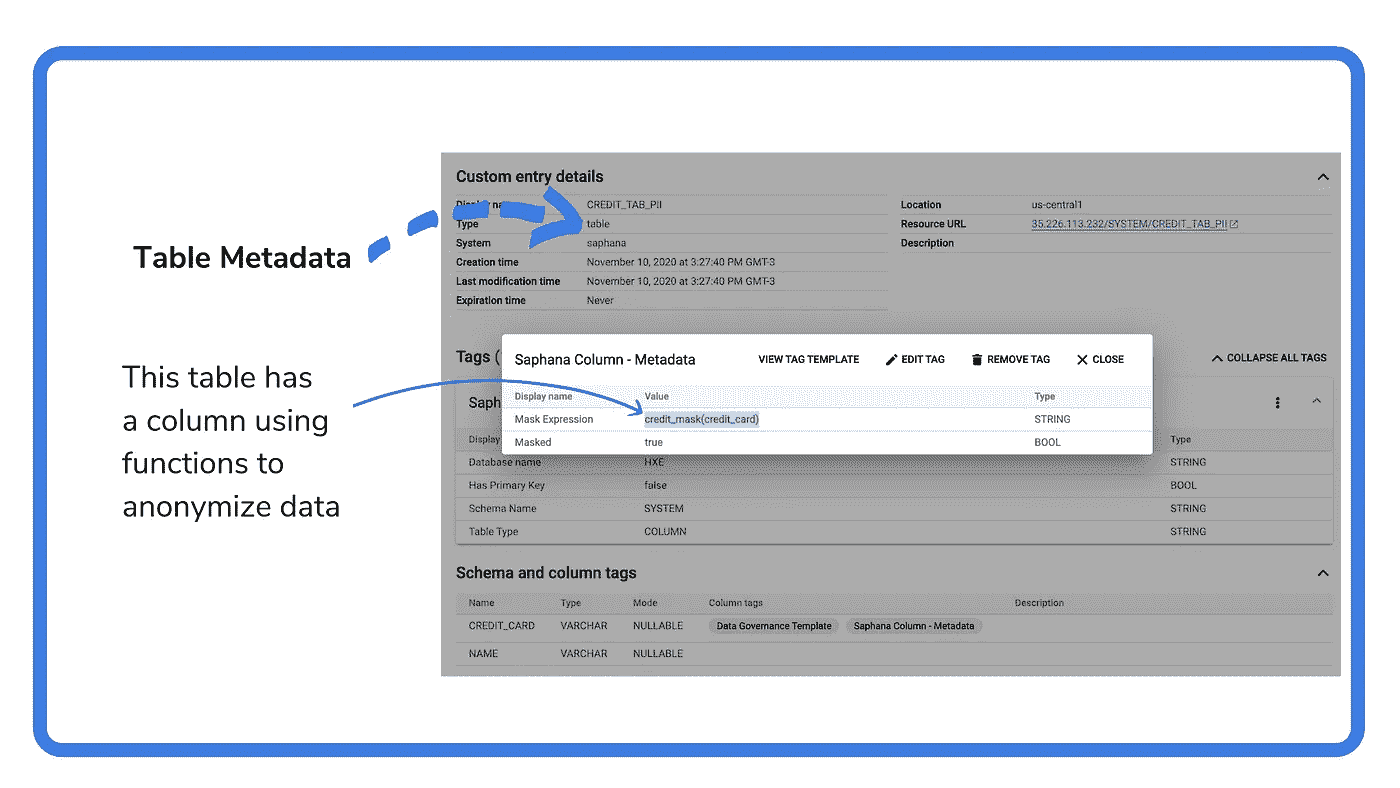 Table Metadata
This table has
a column using
functions to
anonymize data
Custom entry details
CREDIT_TAB_PII
Type table
System saphana
Creation time November 10, 2020 at 3:27:40 PM GMT-3
Last modification time November 10, 2020 at 3:27:40 PM GMT-3
Expiration time Never
Location us-central1
Resource URL 35.226.113.232/SYSTEM/CREDIT_TAB_PII
Description
Tags (
COLLAPSE ALL TAGS
Saphana Column - Metadata VIEW TAG TEMPLATE EDIT TAG REMOVE TAG CLOSE
Display name Value Type
Mask Expression credit_mask(credit_card) STRING
Masked true BOOL
Saph
Display Type
Database name HXE STRING
Has Primary Key false BOOL
Schema Name SYSTEM STRING
Table Type COLUMN STRING
Schema and column tags
Name Type Mode Column tags Description
CREDIT_CARD VARCHAR NULLABLE Data Governance Template Saphana Column - Metadata
NAME VARCHAR NULLABLE